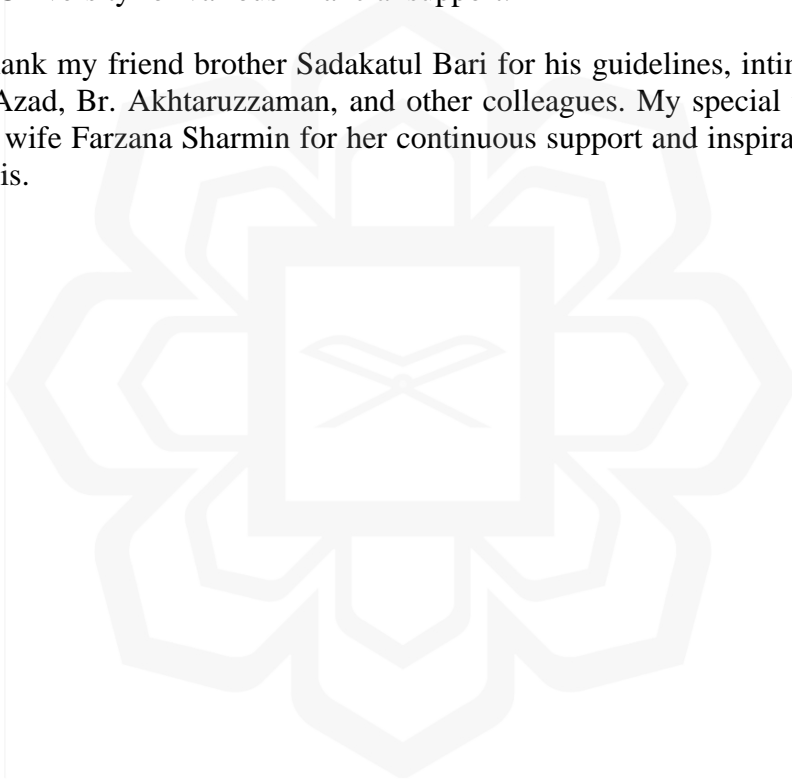 ank my friend brother Sadakatul Bari for his guidelines, intin
Azad, Br. Akhtaruzzaman, and other colleagues. My special
wife Farzana Sharmin for her continuous support and inspira
is.